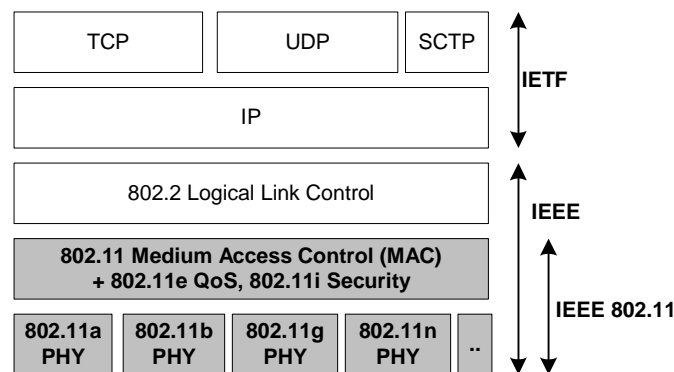 TCP
UDP
SCTP
IETF
IP
802.2 Logical Link Control
IEEE
802.11 Medium Access Control (MAC)
+ 802.11e QoS, 802.11i Security
IEEE 802.11
802.11a
PHY
802.11b
PHY
802.11g
PHY
802.11n
PHY
..